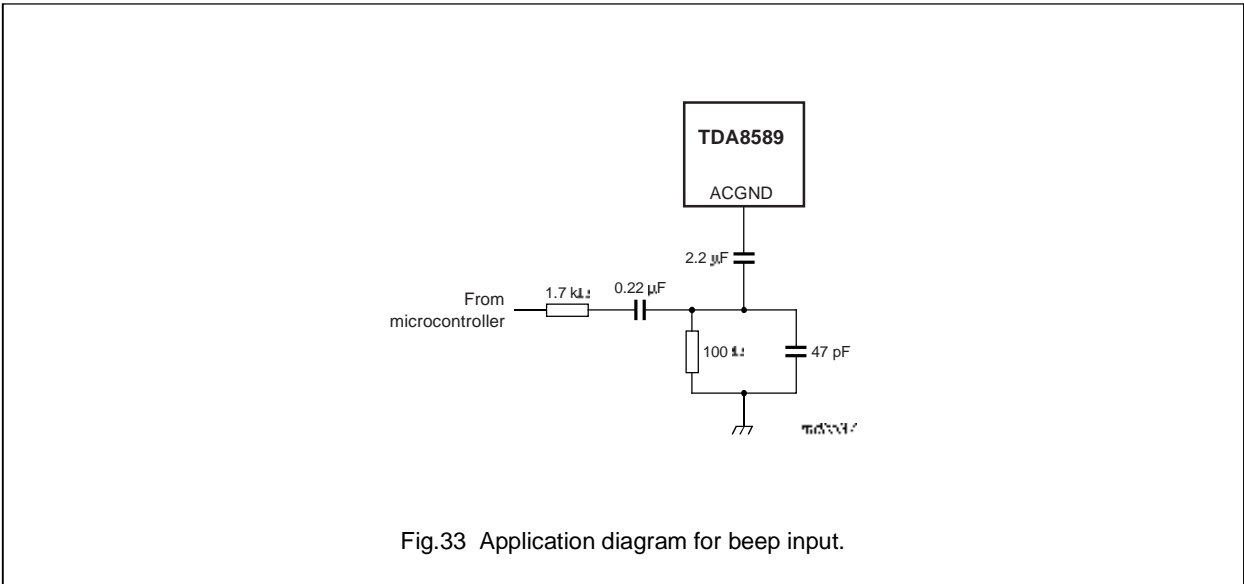 TDA8589
ACGND
2.2 μF
From
microcontroller
1.7 kΩ
0.22 μF
100 Ω
47 pF
Fig.33 Application diagram for beep input.